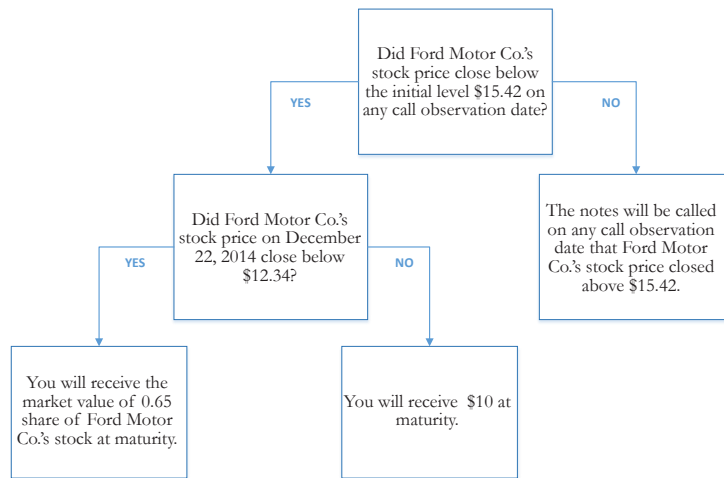 Did Ford Motor Co.'s
stock price close below
the initial level $15.42 on
any call observation date?
YES
NO
Did Ford Motor Co.'s
stock price on December
22, 2014 close below
$12.34?
The notes will be called
on any call observation
date that Ford Motor
Co.'s stock price closed
above $15.42.
YES
NO
You will receive the
market value of 0.65
share of Ford Motor
Co.'s stock at maturity.
You will receive $10 at
maturity.